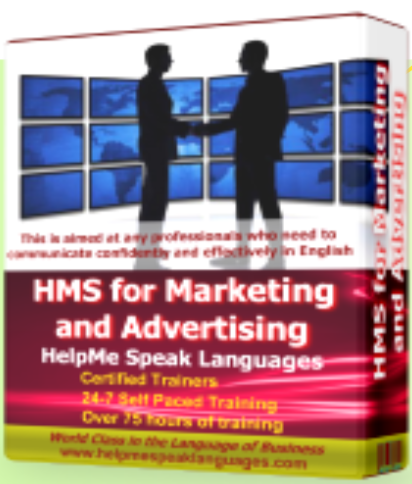 This is aimed at any professionals who need to
communicate confidently and effectively in English
HMS for Marketing
and Advertising
HelpMe Speak Languages
Certified Trainers
24-7 Self Paced Training
Over 75 hours of training
World Class in the Language of Business
www.helpmespeaklanguages.com
HMS for Marketing
and Advertising